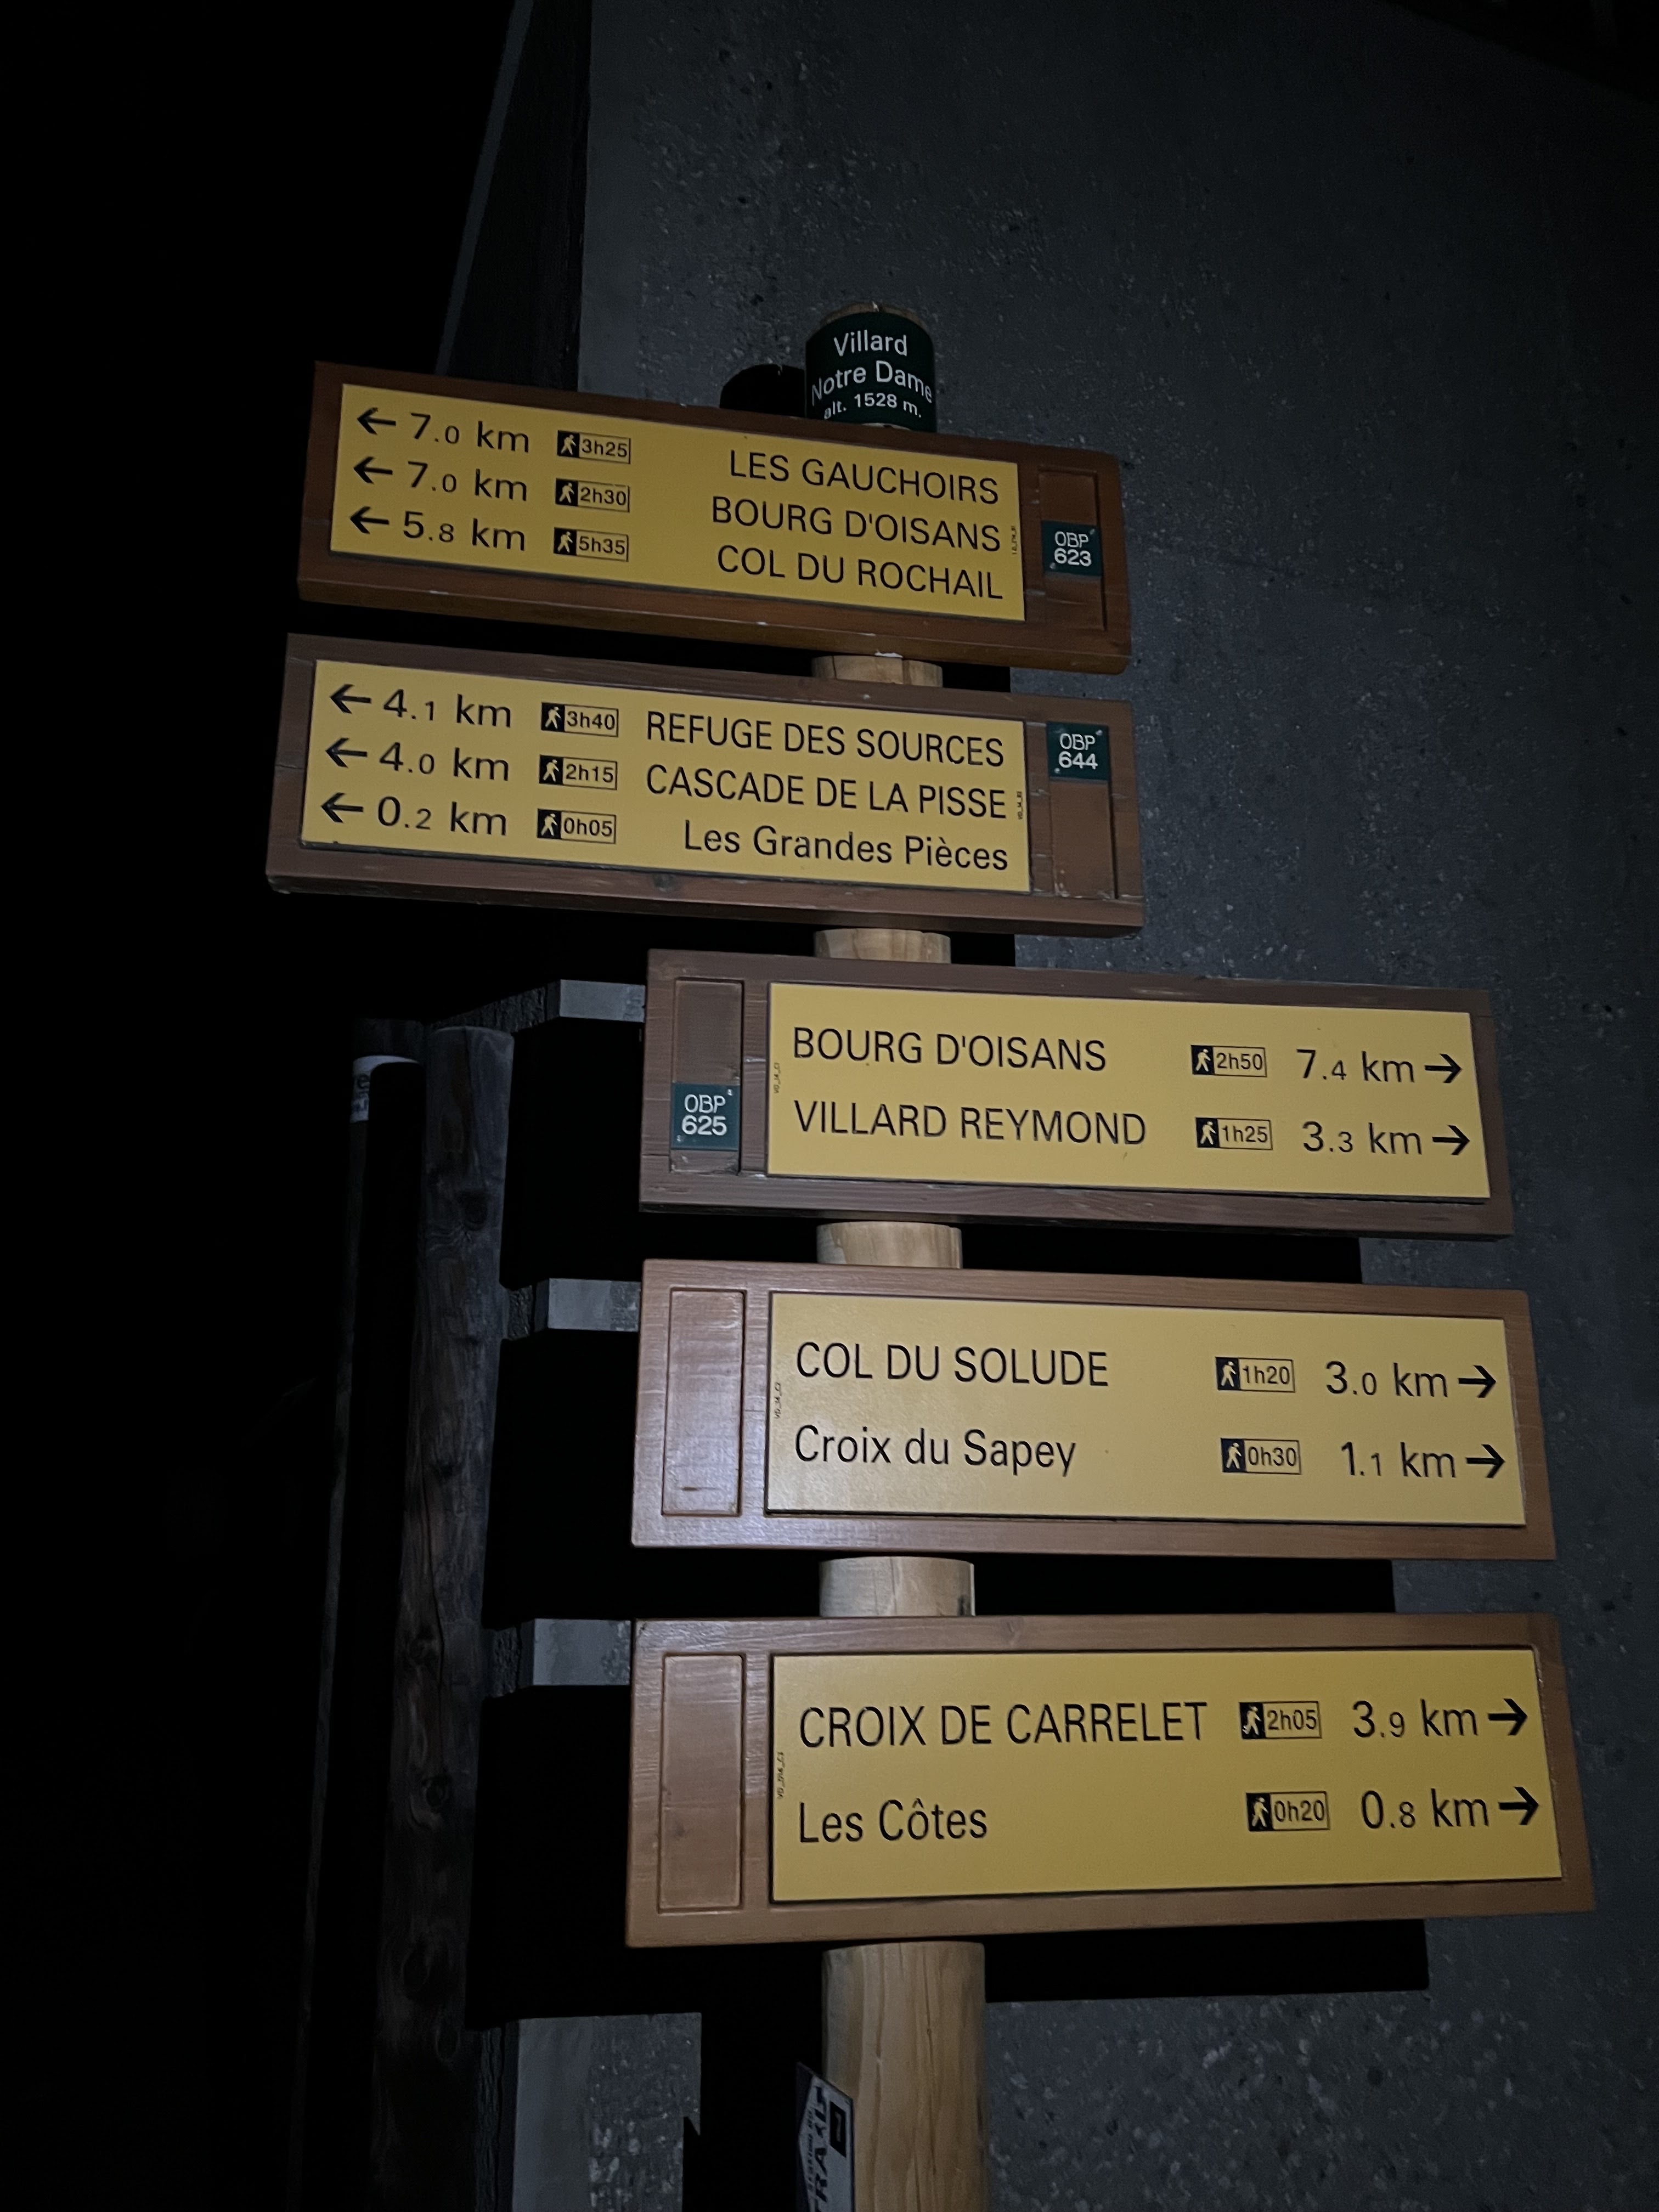 Villard
Notre Dame
alt. 1528 m.
← 7.0 km 3h25 LES GAUCHOIRS
← 7.0 km 2h30 BOURG D'OISANS
← 5.8 km 5h35 COL DU ROCHAIL
OBP
623
← 4.1 km 3h40 REFUGE DES SOURCES
← 4.0 km 2h15 CASCADE DE LA PISSE
← 0.2 km 0h05 Les Grandes Pièces
OBP
644
BOURG D'OISANS 2h50 7.4 km →
VILLARD REYMOND 1h25 3.3 km →
OBP
625
COL DU SOLUDE 1h20 3.0 km →
Croix du Sapey 0h30 1.1 km →
CROIX DE CARRELET 2h05 3.9 km →
Les Côtes 0h20 0.8 km →